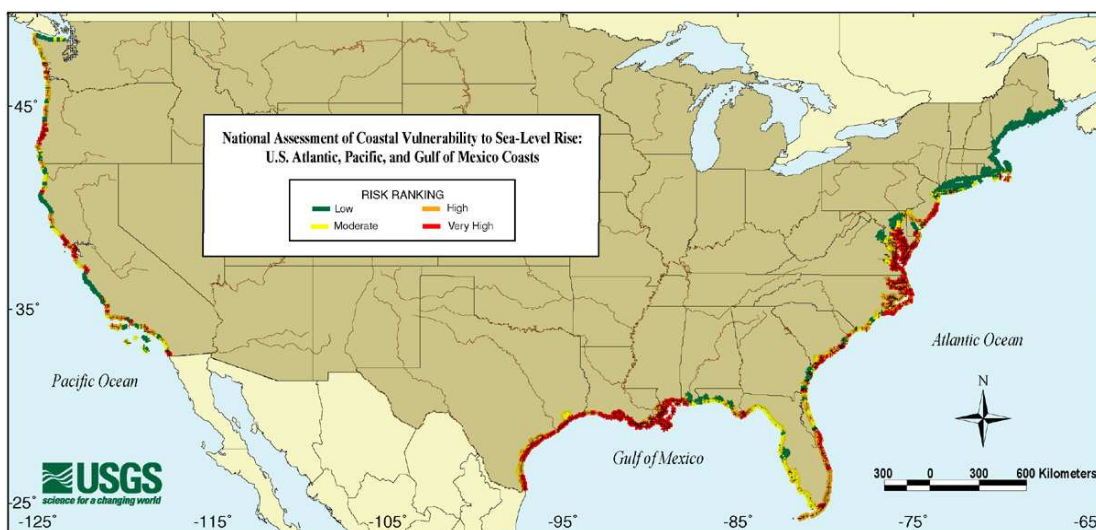 National Assessment of Coastal Vulnerability to Sea-Level Rise:
U.S. Atlantic, Pacific, and Gulf of Mexico Coasts
RISK RANKING
Low
High
Moderate
Very High
45°
35°
25°
Pacific Ocean
Atlantic Ocean
Gulf of Mexico
N
USGS
science for a changing world
300 0 300 600 Kilometers
-125 -115 -105 -95 -85 -75 -65